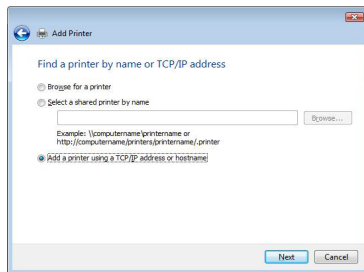 Add Printer
Find a printer by name or TCP/IP address
Browse for a printer
Select a shared printer by name
Browse...
Example: \\computername\printername or
http://computername/printers/printername/.printer
Add a printer using a TCP/IP address or hostname
Next
Cancel